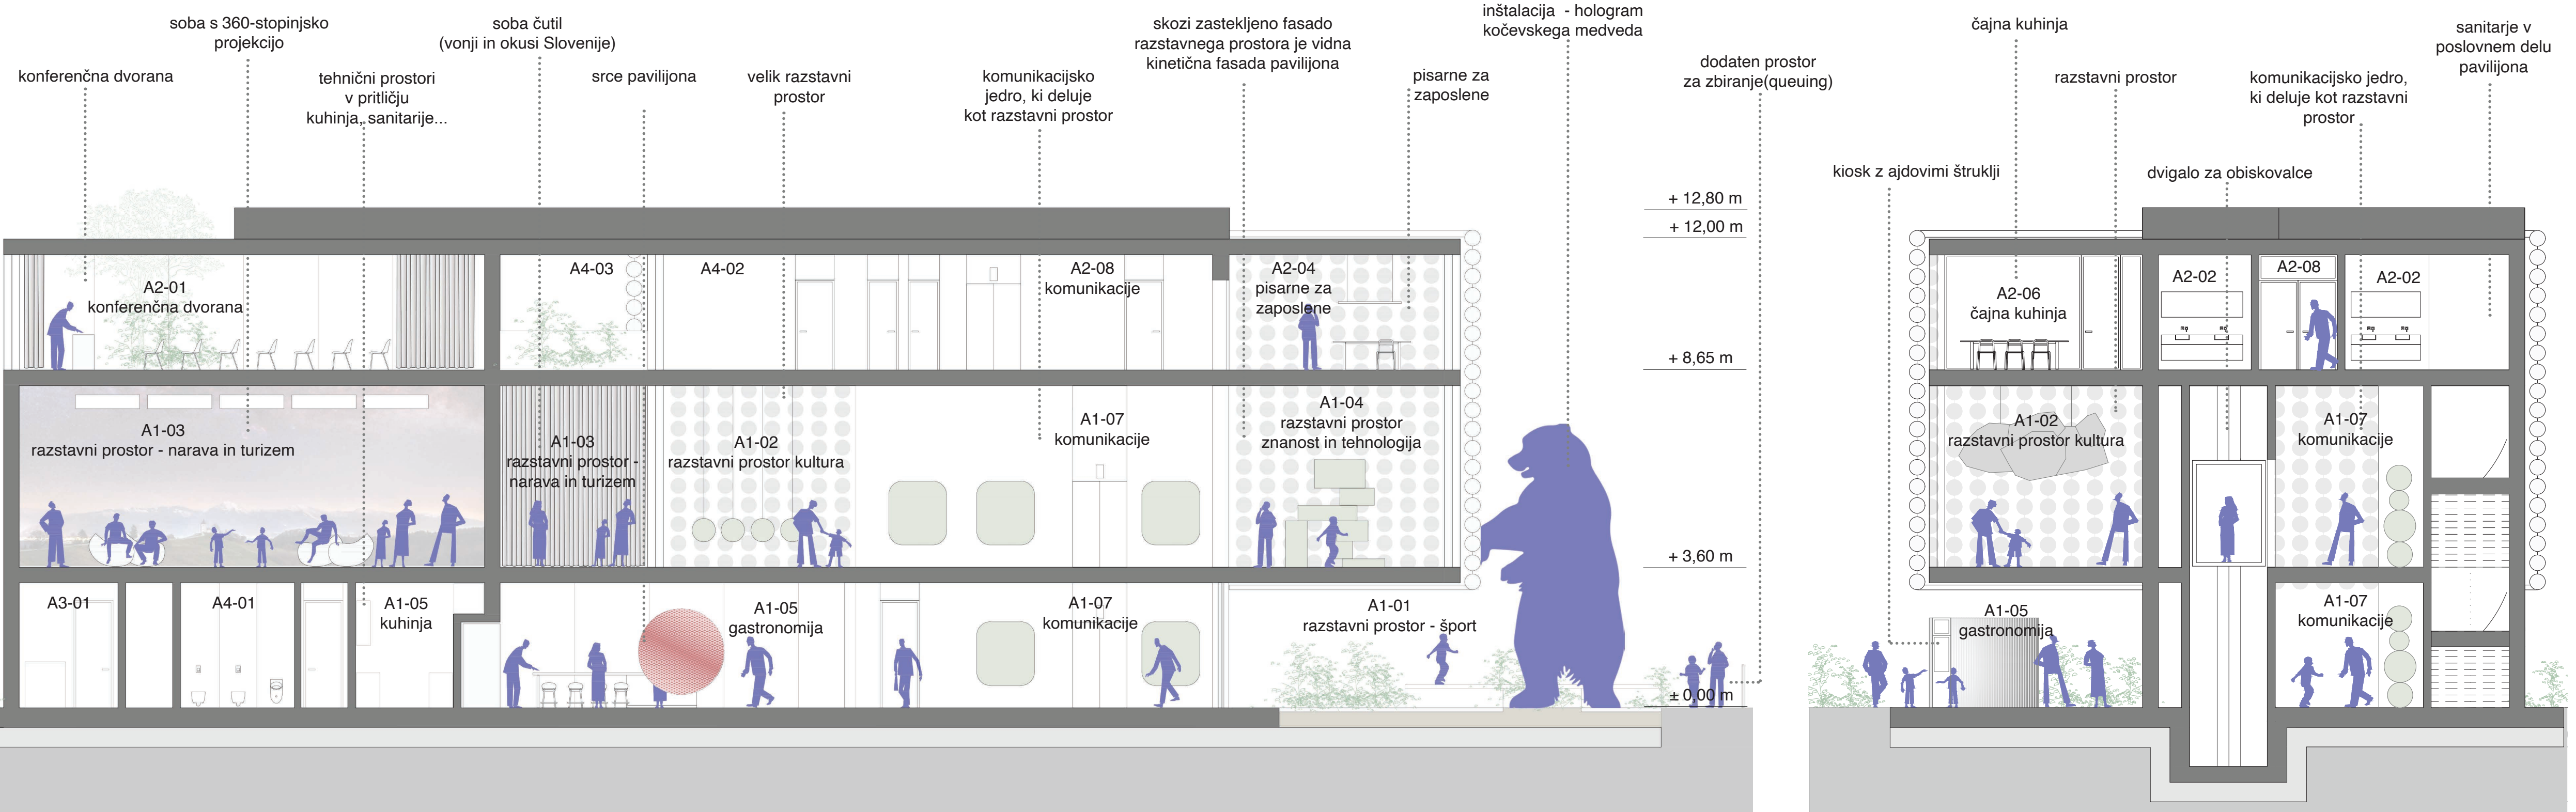 konferenčna dvorana
soba s 360-stopinjsko
projekcijo
tehnični prostori
v pritličju
kuhinja, sanitarije...
soba čutil
(vonji in okusi Slovenije)
srce pavilijona
velik razstavni
prostor
komunikacijsko
jedro, ki deluje
kot razstavni prostor
skozi zastekljeno fasado
razstavnega prostora je vidna
kinetična fasada paviljona
pisarne za
zaposlene
inštalacija - hologram
kočevskega medveda
dodaten prostor
za zbiranje(queuing)
kiosk z ajdovimi štruklji
čajna kuhinja
razstavni prostor
dvigalo za obiskovalce
komunikacijsko jedro,
ki deluje kot razstavni
prostor
sanitarje v
poslovnem delu
paviljona
+ 12,80 m
+ 12,00 m
+ 8,65 m
+ 3,60 m
± 0,00 m
A2-01
konferenčna dvorana
A4-03
A4-02
A2-08
komunikacije
A2-04
pisarne za
zaposlene
A1-03
razstavni prostor - narava in turizem
A1-03
razstavni prostor -
narava in turizem
A1-02
razstavni prostor kultura
A1-07
komunikacije
A1-04
razstavni prostor
znanost in tehnologija
A3-01
A4-01
A1-05
kuhinja
A1-05
gastronomija
A1-07
komunikacije
A1-01
razstavni prostor - šport
A2-06
čajna kuhinja
A2-02
A2-08
A2-02
A1-02
razstavni prostor kultura
A1-07
komunikacije
A1-05
gastronomija
A1-07
komunikacije